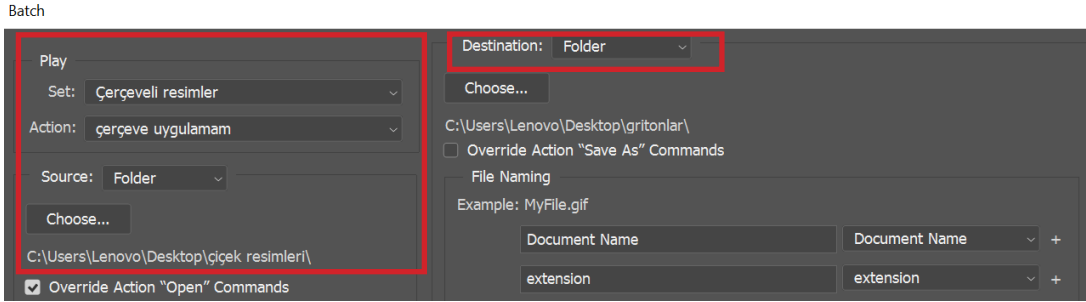 Batch
Play
Set: Çerçeveli resimler
Action: çerçeve uygulamam
Source: Folder
Choose...
C:\Users\Lenovo\Desktop\çiçek resimleri\
Override Action “Open” Commands
Destination: Folder
Choose...
C:\Users\Lenovo\Desktop\gritonlar\
Override Action “Save As” Commands
File Naming
Example: MyFile.gif
Document Name Document Name +
extension extension +